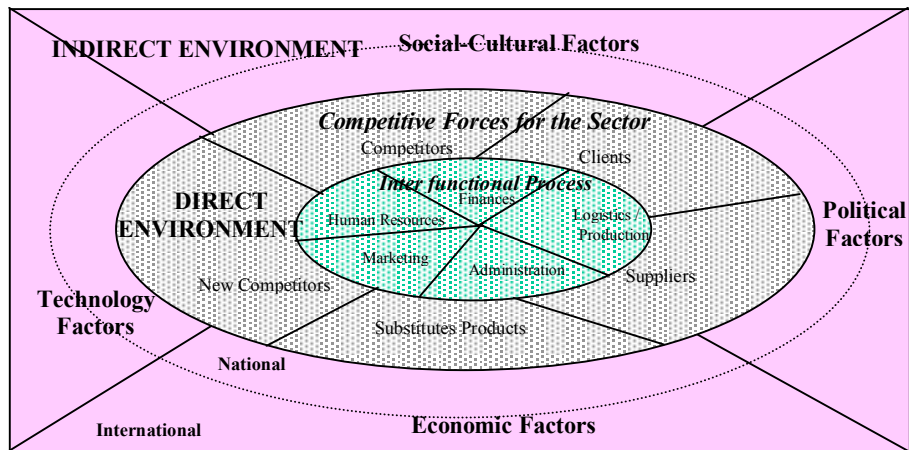 INDIRECT ENVIRONMENT
Social-Cultural Factors
Competitive Forces for the Sector
Competitors
Clients
Inter functional Process
Finances
DIRECT
ENVIRONMENT
Human Resources
Logistics /
Production
Political
Factors
Marketing
Administration
Suppliers
New Competitors
Technology
Factors
Substitutes Products
National
Economic Factors
International